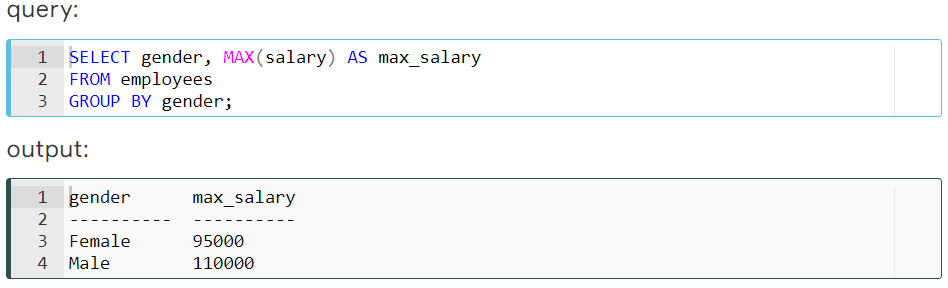 query:
1 SELECT gender, MAX(salary) AS max_salary
2 FROM employees
3 GROUP BY gender;
output:
1 gender      max_salary
2 ----------  ----------
3 Female      95000
4 Male        110000